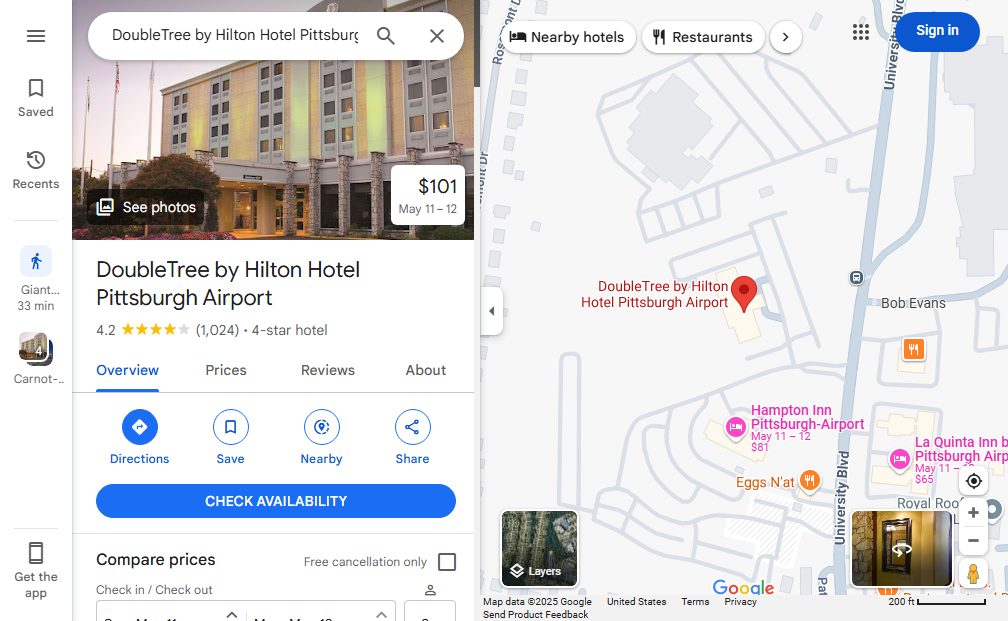 DoubleTree by Hilton Hotel Pittsburg
Saved
Recents
Giant...
33 min
4
Carnot-...
Get the
app
See photos
$101
May 11 – 12
DoubleTree by Hilton Hotel
Pittsburgh Airport
4.2 (1,024) • 4-star hotel
Overview
Prices
Reviews
About
Directions
Save
Nearby
Share
CHECK AVAILABILITY
Compare prices
Free cancellation only
Check in / Check out
Nearby hotels
Restaurants
Sign in
University Blvd
DoubleTree by Hilton
Hotel Pittsburgh Airport
Bob Evans
Hampton Inn
Pittsburgh-Airport
May 11 – 12
$81
La Quinta Inn b
Pittsburgh Airp
May 11 –
$65
Eggs N'at
University Blvd
Royal Roof
Layers
Google
Map data ©2025 Google
United States
Terms
Privacy
200 ft
Send Product Feedback